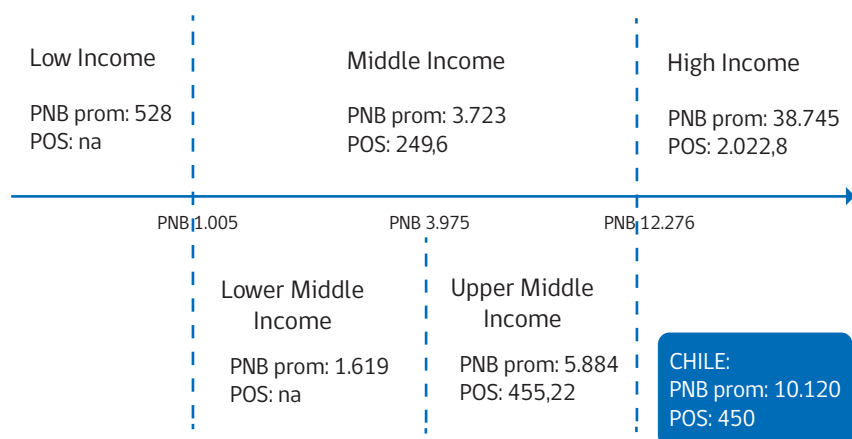 Low Income
PNB prom: 528
POS: na
Middle Income
PNB prom: 3.723
POS: 249,6
High Income
PNB prom: 38.745
POS: 2.022,8
PNB 1.005
PNB 3.975
PNB 12.276
Lower Middle
Income
PNB prom: 1.619
POS: na
Upper Middle
Income
PNB prom: 5.884
POS: 455,22
CHILE:
PNB prom: 10.120
POS: 450